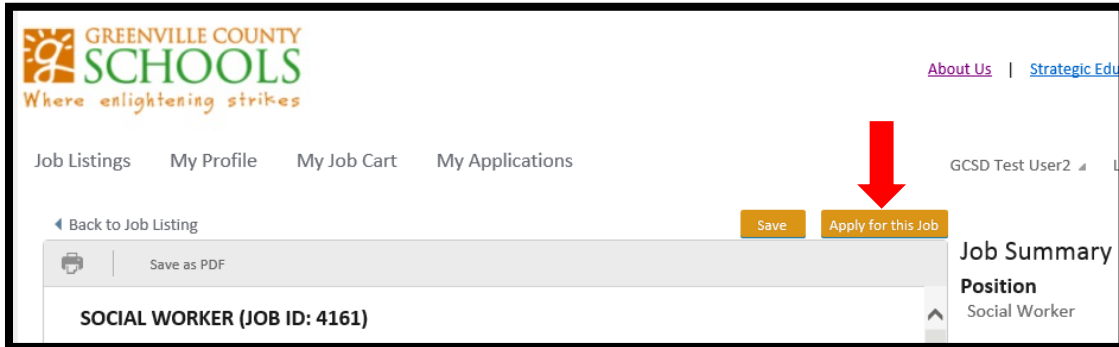 GREENVILLE COUNTY
SCHOOLS
Where enlightening strikes
About Us | Strategic Edu
Job Listings My Profile My Job Cart My Applications
GCSD Test User2 L
Back to Job Listing
Save Apply for this Job
Save as PDF
Job Summary
Position
Social Worker
SOCIAL WORKER (JOB ID: 4161)